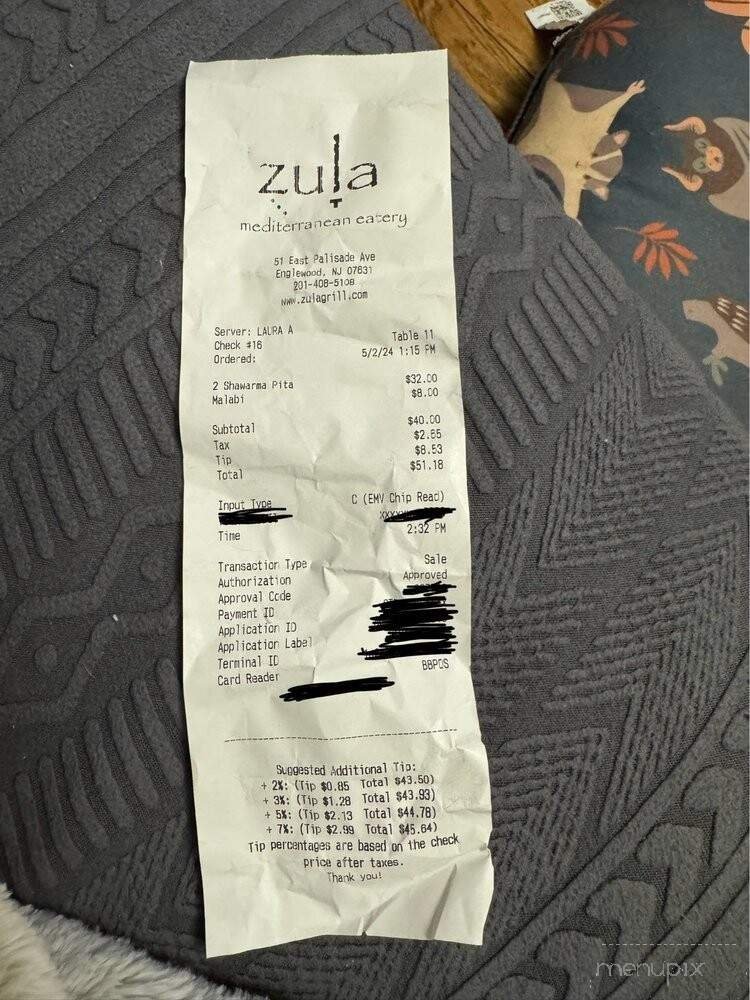 zula
mediterranean eatery
51 East Palisade Ave
Englewood, NJ 07631
201-408-5108
www.zulagrill.com
Server: LAURA A
Check #16 Table 11
Ordered: 5/2/24 1:15 PM
2 Shawarma Pita $32.00
Malabi $8.00
Subtotal $40.00
Tax $2.65
Tip $8.53
Total $51.18
Input Type C (EMV Chip Read)
Time 2:32 PM
Transaction Type Sale
Authorization Approved
Approval Code
Payment ID
Application ID
Application Label
Terminal ID
Card Reader BBPOS
Suggested Additional Tip:
+ 2%: (Tip $0.85 Total $43.50)
+ 3%: (Tip $1.28 Total $43.93)
+ 5%: (Tip $2.13 Total $44.78)
+ 7%: (Tip $2.99 Total $45.64)
Tip percentages are based on the check
price after taxes.
Thank you!
menupix